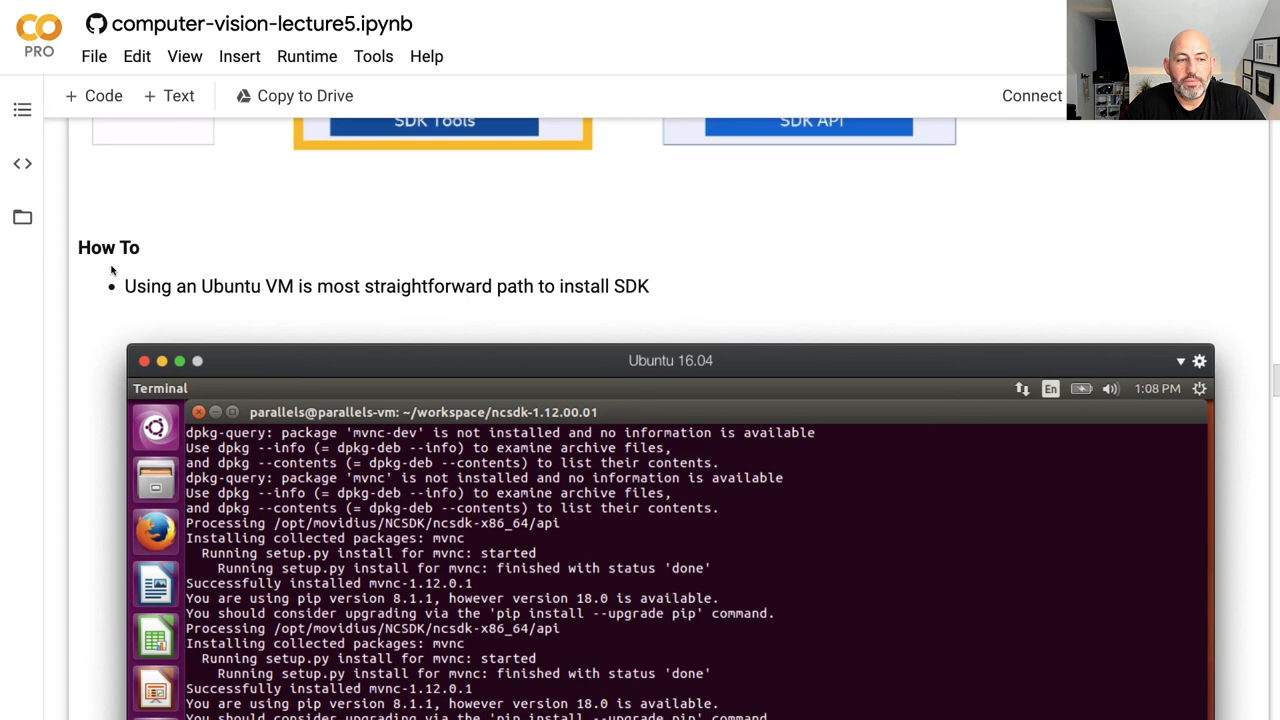 CO
PRO
computer-vision-lecture5.ipynb
File Edit View Insert Runtime Tools Help
+ Code + Text Copy to Drive Connect
SDK Tools SDK API
How To
• Using an Ubuntu VM is most straightforward path to install SDK
Ubuntu 16.04
Terminal En 1:08 PM
parallels@parallels-vm: ~/workspace/ncsdk-1.12.00.01
dpkg-query: package 'mvnc-dev' is not installed and no information is available
Use dpkg --info (= dpkg-deb --info) to examine archive files,
and dpkg --contents (= dpkg-deb --contents) to list their contents.
dpkg-query: package 'mvnc' is not installed and no information is available
Use dpkg --info (= dpkg-deb --info) to examine archive files,
and dpkg --contents (= dpkg-deb --contents) to list their contents.
Processing /opt/movidius/NCSDK/ncsdk-x86_64/api
Installing collected packages: mvnc
Running setup.py install for mvnc: started
Running setup.py install for mvnc: finished with status 'done'
Successfully installed mvnc-1.12.0.1
You are using pip version 8.1.1, however version 18.0 is available.
You should consider upgrading via the 'pip install --upgrade pip' command.
Processing /opt/movidius/NCSDK/ncsdk-x86_64/api
Installing collected packages: mvnc
Running setup.py install for mvnc: started
Running setup.py install for mvnc: finished with status 'done'
Successfully installed mvnc-1.12.0.1
You are using pip version 8.1.1, however version 18.0 is available.
You should consider upgrading via the 'pip install --upgrade pip' command.